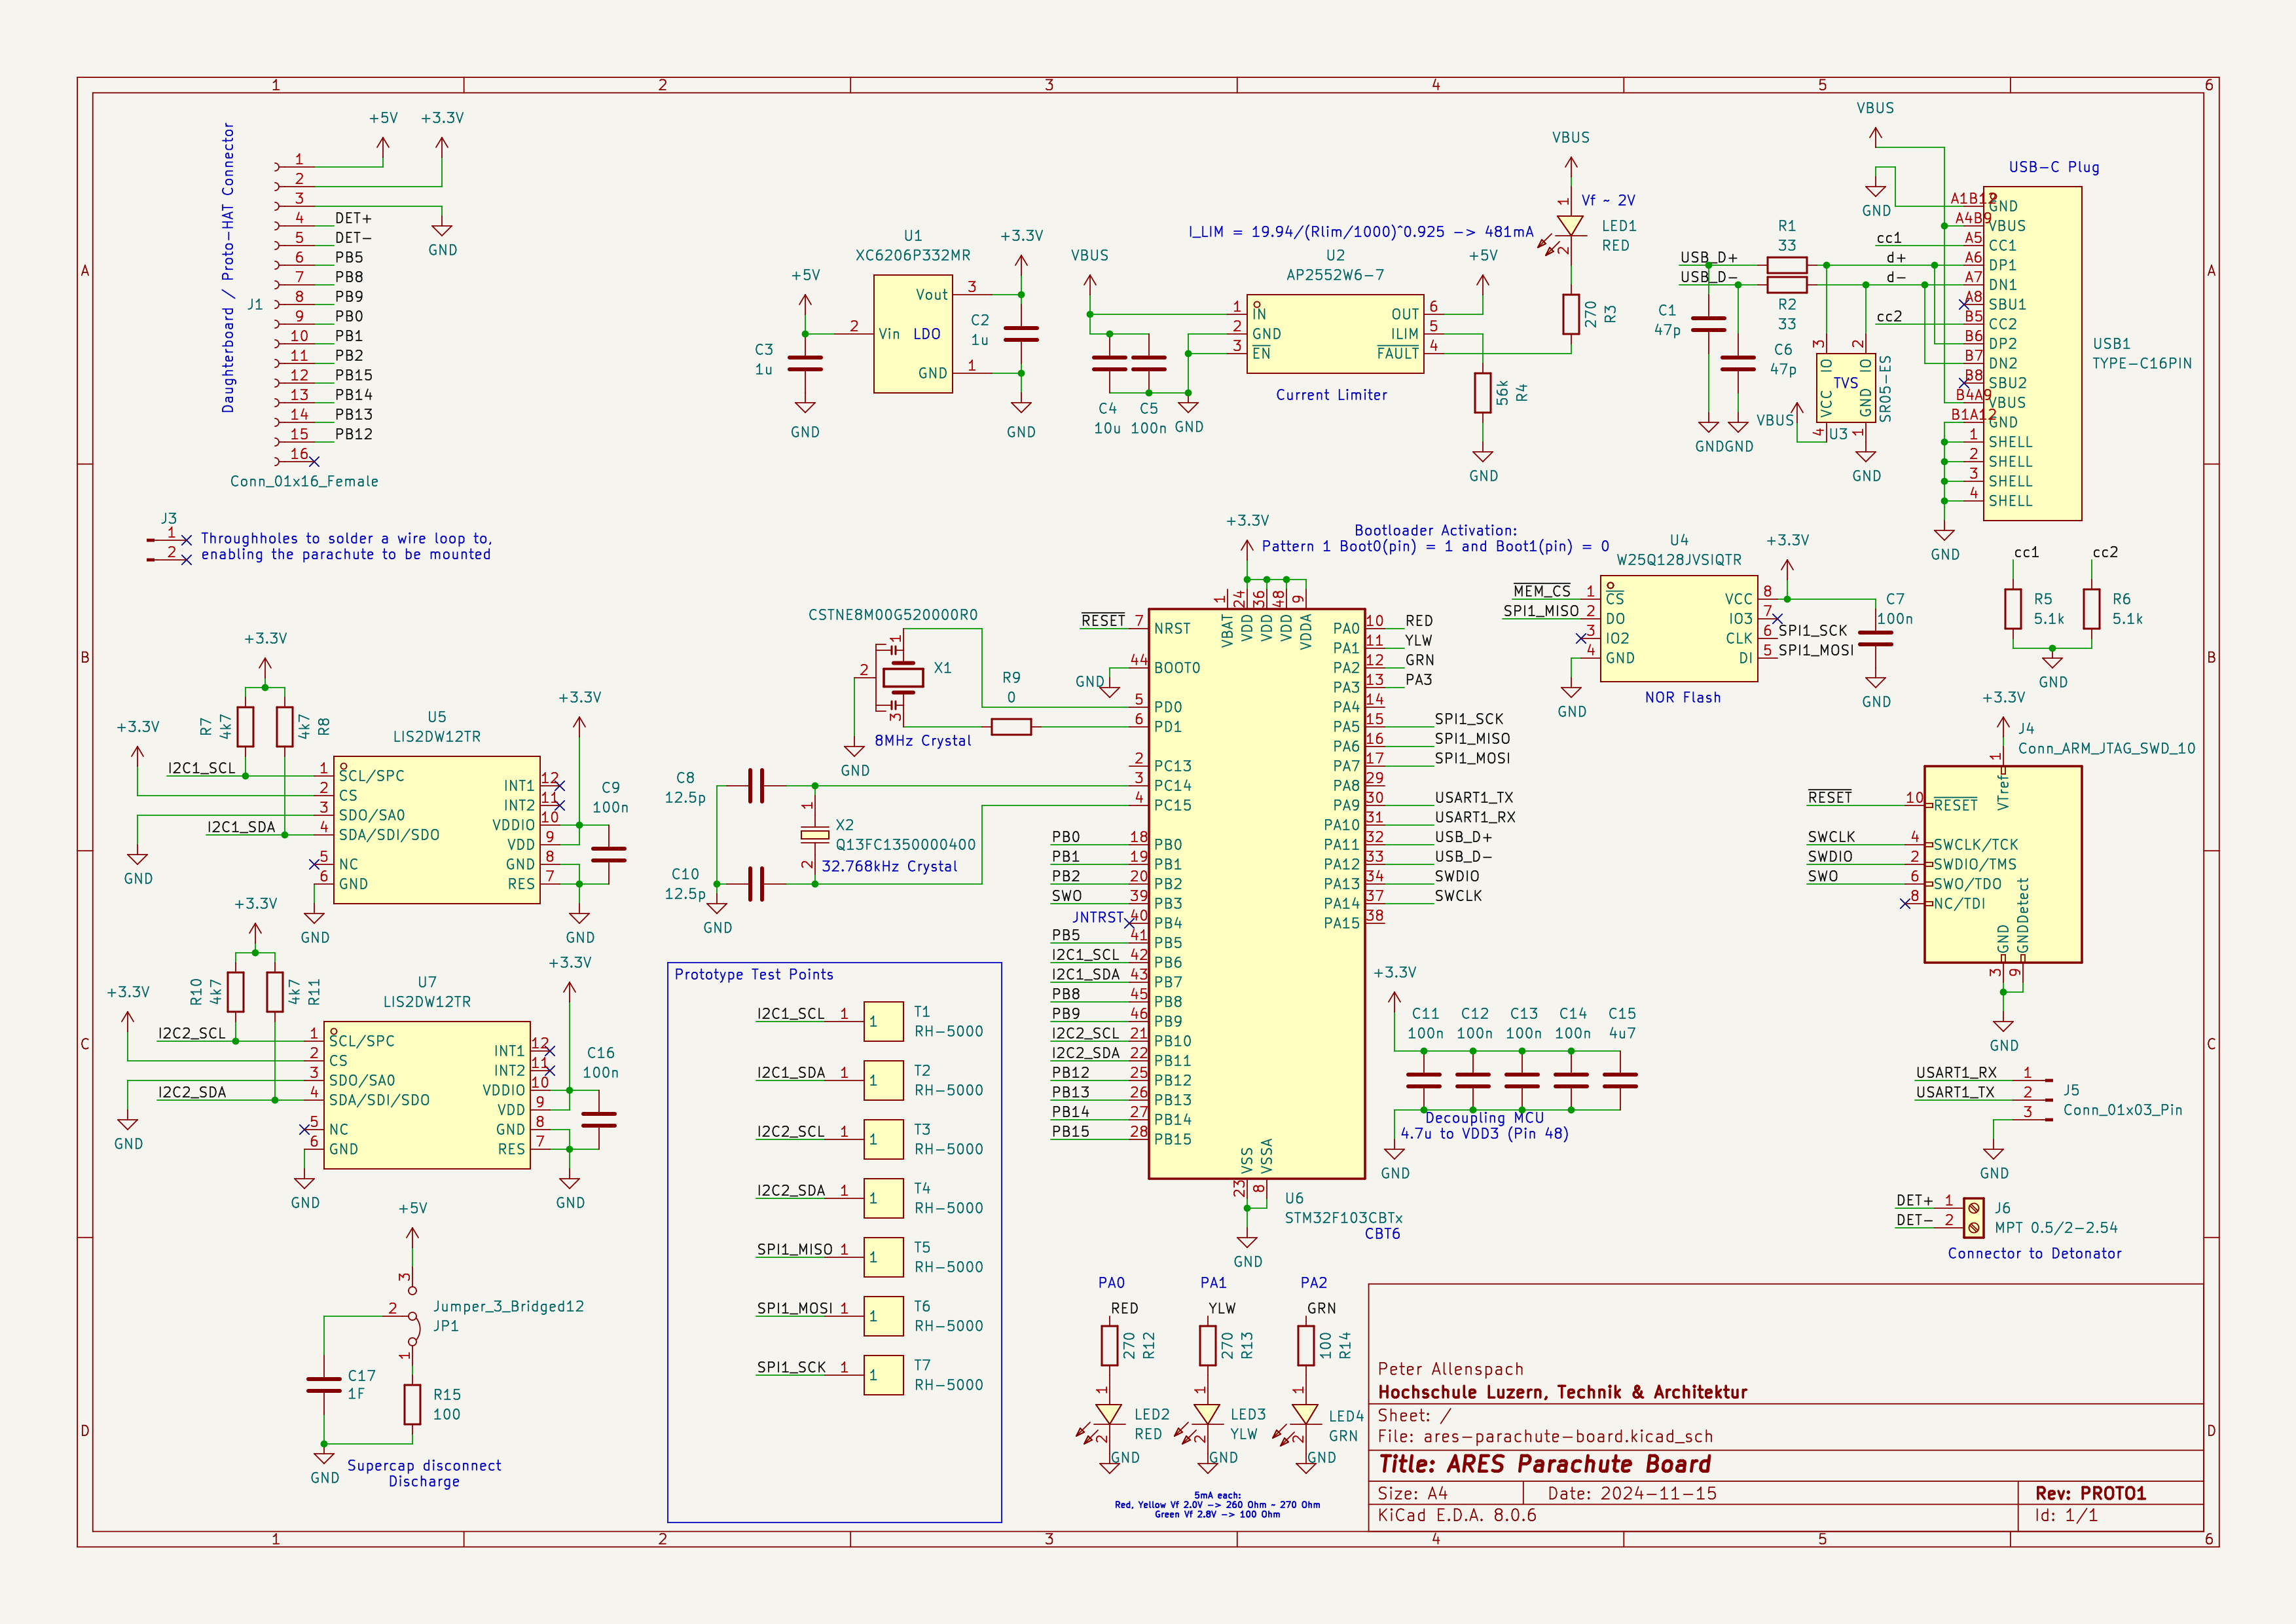 1 2 3 4 5 6
A
B
C
D
Daughterboard / Proto-HAT Connector
+5V
+3.3V
J1
1
2
3
GND
4 DET+
5 DET-
6 PB5
7 PB8
8 PB9
9 PB0
10 PB1
11 PB2
12 PB15
13 PB14
14 PB13
15 PB12
16
Conn_01x16_Female
J3
1
2
Throughholes to solder a wire loop to,
enabling the parachute to be mounted
U1
XC6206P332MR
+5V
+3.3V
Vout 3
2 Vin LDO
GND 1
C3
1u
C2
1u
GND
GND
VBUS
I_LIM = 19.94/(Rlim/1000)^0.925 -> 481mA
U2
AP2552W6-7
+5V
1 IN OUT 6
2 GND ILIM 5
3 EN FAULT 4
Current Limiter
C4
10u
C5
100n
GND
56k
R4
GND
VBUS
Vf ~ 2V
1
LED1
RED
2
270
R3
VBUS
GND
USB-C Plug
A1B12 GND
A4B9 VBUS
cc1 A5 CC1
d+ A6 DP1
d- A7 DN1
A8 SBU1
cc2 B5 CC2
B6 DP2
B7 DN2
B8 SBU2
B4A9 VBUS
B1A12 GND
1 SHELL
2 SHELL
3 SHELL
4 SHELL
USB1
TYPE-C16PIN
GND
USB_D+
USB_D-
R1
33
R2
33
C1
47p
C6
47p
GND
GND
3 2
IO IO
TVS
VCC GND
SR05-ES
VBUS
4 U3 1
GND
+3.3V
Bootloader Activation:
Pattern 1 Boot0(pin) = 1 and Boot1(pin) = 0
U4
W25Q128JVSIQTR
+3.3V
MEM_CS 1 CS VCC 8
SPI1_MISO 2 DO IO3 7
3 IO2 CLK 6 SPI1_SCK
4 GND DI 5 SPI1_MOSI
C7
100n
GND
NOR Flash
GND
cc1
cc2
R5
5.1k
R6
5.1k
GND
CSTNE8M00G520000R0
1
2
X1
3
R9
0
8MHz Crystal
GND
C8
12.5p
1
X2
Q13FC1350000400
2
32.768kHz Crystal
C10
12.5p
GND
1 24 36 48 9
VBAT VDD VDD VDD VDDA
RESET 7 NRST
GND 44 BOOT0
5 PD0
6 PD1
2 PC13
3 PC14
4 PC15
PB0 18 PB0
PB1 19 PB1
PB2 20 PB2
SWO 39 PB3
JNTRST 40 PB4
PB5 41 PB5
I2C1_SCL 42 PB6
I2C1_SDA 43 PB7
PB8 45 PB8
PB9 46 PB9
I2C2_SCL 21 PB10
I2C2_SDA 22 PB11
PB12 25 PB12
PB13 26 PB13
PB14 27 PB14
PB15 28 PB15
PA0 10 RED
PA1 11 YLW
PA2 12 GRN
PA3 13 PA3
PA4 14
PA5 15 SPI1_SCK
PA6 16 SPI1_MISO
PA7 17 SPI1_MOSI
PA8 29
PA9 30 USART1_TX
PA10 31 USART1_RX
PA11 32 USB_D+
PA12 33 USB_D-
PA13 34 SWDIO
PA14 37 SWCLK
PA15 38
VSS VSSA
23 8
U6
STM32F103CBTx
CBT6
GND
+3.3V
R7
4k7
4k7
R8
+3.3V
+3.3V
U5
LIS2DW12TR
I2C1_SCL 1 SCL/SPC
2 CS
3 SDO/SA0
I2C1_SDA 4 SDA/SDI/SDO
5 NC
6 GND
INT1 12
INT2 11
VDDIO 10
VDD 9
GND 8
RES 7
C9
100n
GND
GND
GND
+3.3V
R10
4k7
4k7
R11
+3.3V
+3.3V
U7
LIS2DW12TR
I2C2_SCL 1 SCL/SPC
2 CS
3 SDO/SA0
I2C2_SDA 4 SDA/SDI/SDO
5 NC
6 GND
INT1 12
INT2 11
VDDIO 10
VDD 9
GND 8
RES 7
C16
100n
GND
GND
GND
+5V
3
2
Jumper_3_Bridged12
JP1
1
C17
1F
R15
100
GND
Supercap disconnect
Discharge
Prototype Test Points
I2C1_SCL 1 1 T1
RH-5000
I2C1_SDA 1 1 T2
RH-5000
I2C2_SCL 1 1 T3
RH-5000
I2C2_SDA 1 1 T4
RH-5000
SPI1_MISO 1 1 T5
RH-5000
SPI1_MOSI 1 1 T6
RH-5000
SPI1_SCK 1 1 T7
RH-5000
+3.3V
C11
100n
C12
100n
C13
100n
C14
100n
C15
4u7
Decoupling MCU
4.7u to VDD3 (Pin 48)
GND
+3.3V
J4
Conn_ARM_JTAG_SWD_10
1
VTref
RESET 10 RESET
SWCLK 4 SWCLK/TCK
SWDIO 2 SWDIO/TMS
SWO 6 SWO/TDO
8 NC/TDI
GND GNDDetect
3 9
GND
USART1_RX 1
USART1_TX 2
3
J5
Conn_01x03_Pin
GND
DET+ 1
DET- 2
J6
MPT 0.5/2-2.54
Connector to Detonator
PA0
RED
270
R12
1
LED2
RED
2
GND
PA1
YLW
270
R13
1
LED3
YLW
2
GND
PA2
GRN
100
R14
1
LED4
GRN
2
GND
5mA each:
Red, Yellow Vf 2.0V -> 260 Ohm - 270 Ohm
Green Vf 2.8V -> 100 Ohm
Peter Allenspach
Hochschule Luzern, Technik & Architektur
Sheet: /
File: ares-parachute-board.kicad_sch
Title: ARES Parachute Board
Size: A4 Date: 2024-11-15 Rev: PROTO1
KiCad E.D.A. 8.0.6 Id: 1/1
A
B
C
D
1 2 3 4 5 6